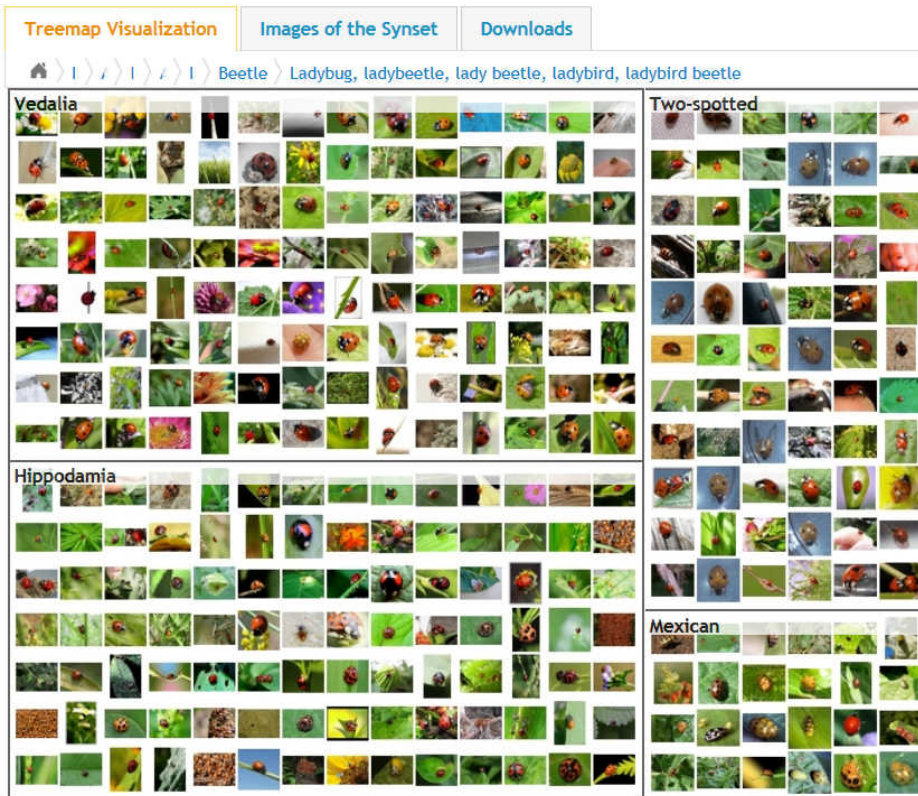 Treemap Visualization Images of the Synset Downloads
Beetle Ladybug, ladybeetle, lady beetle, ladybird, ladybird beetle
Vedalia Two-spotted
Hippodamia
Mexican